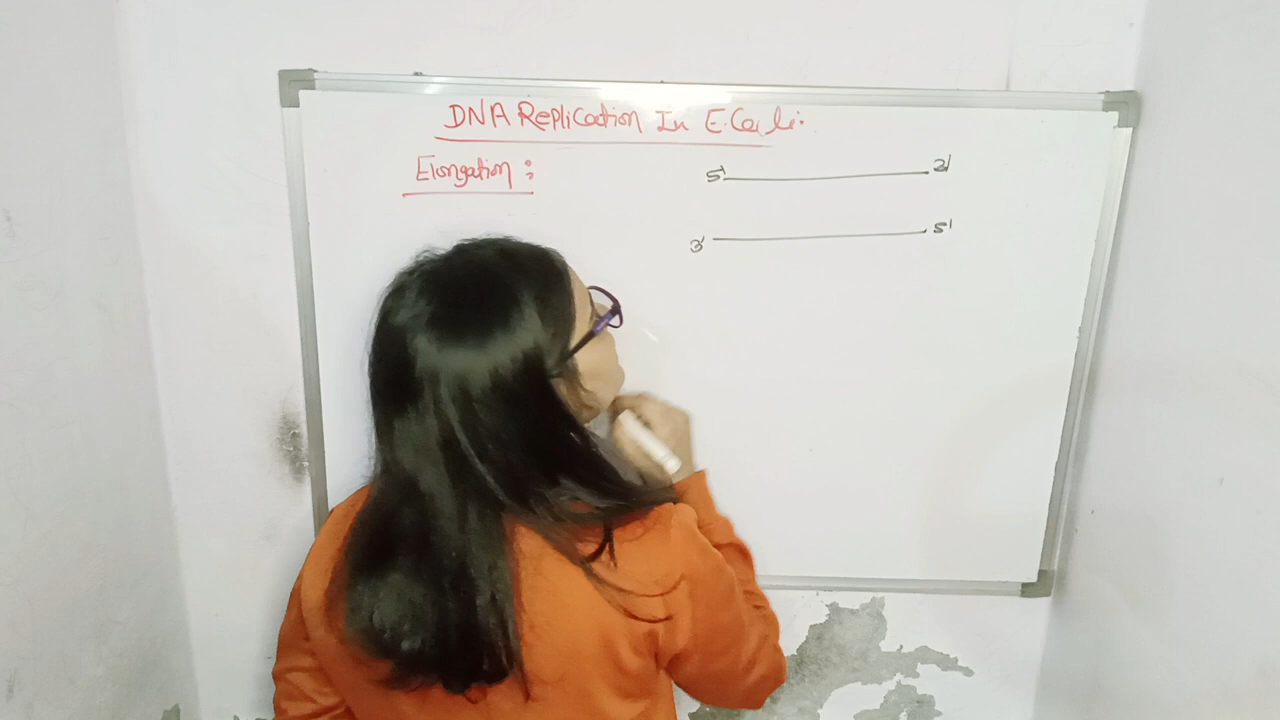 DNA Replication In E.Coli:
Elongation :
5' 3'
3' 5'